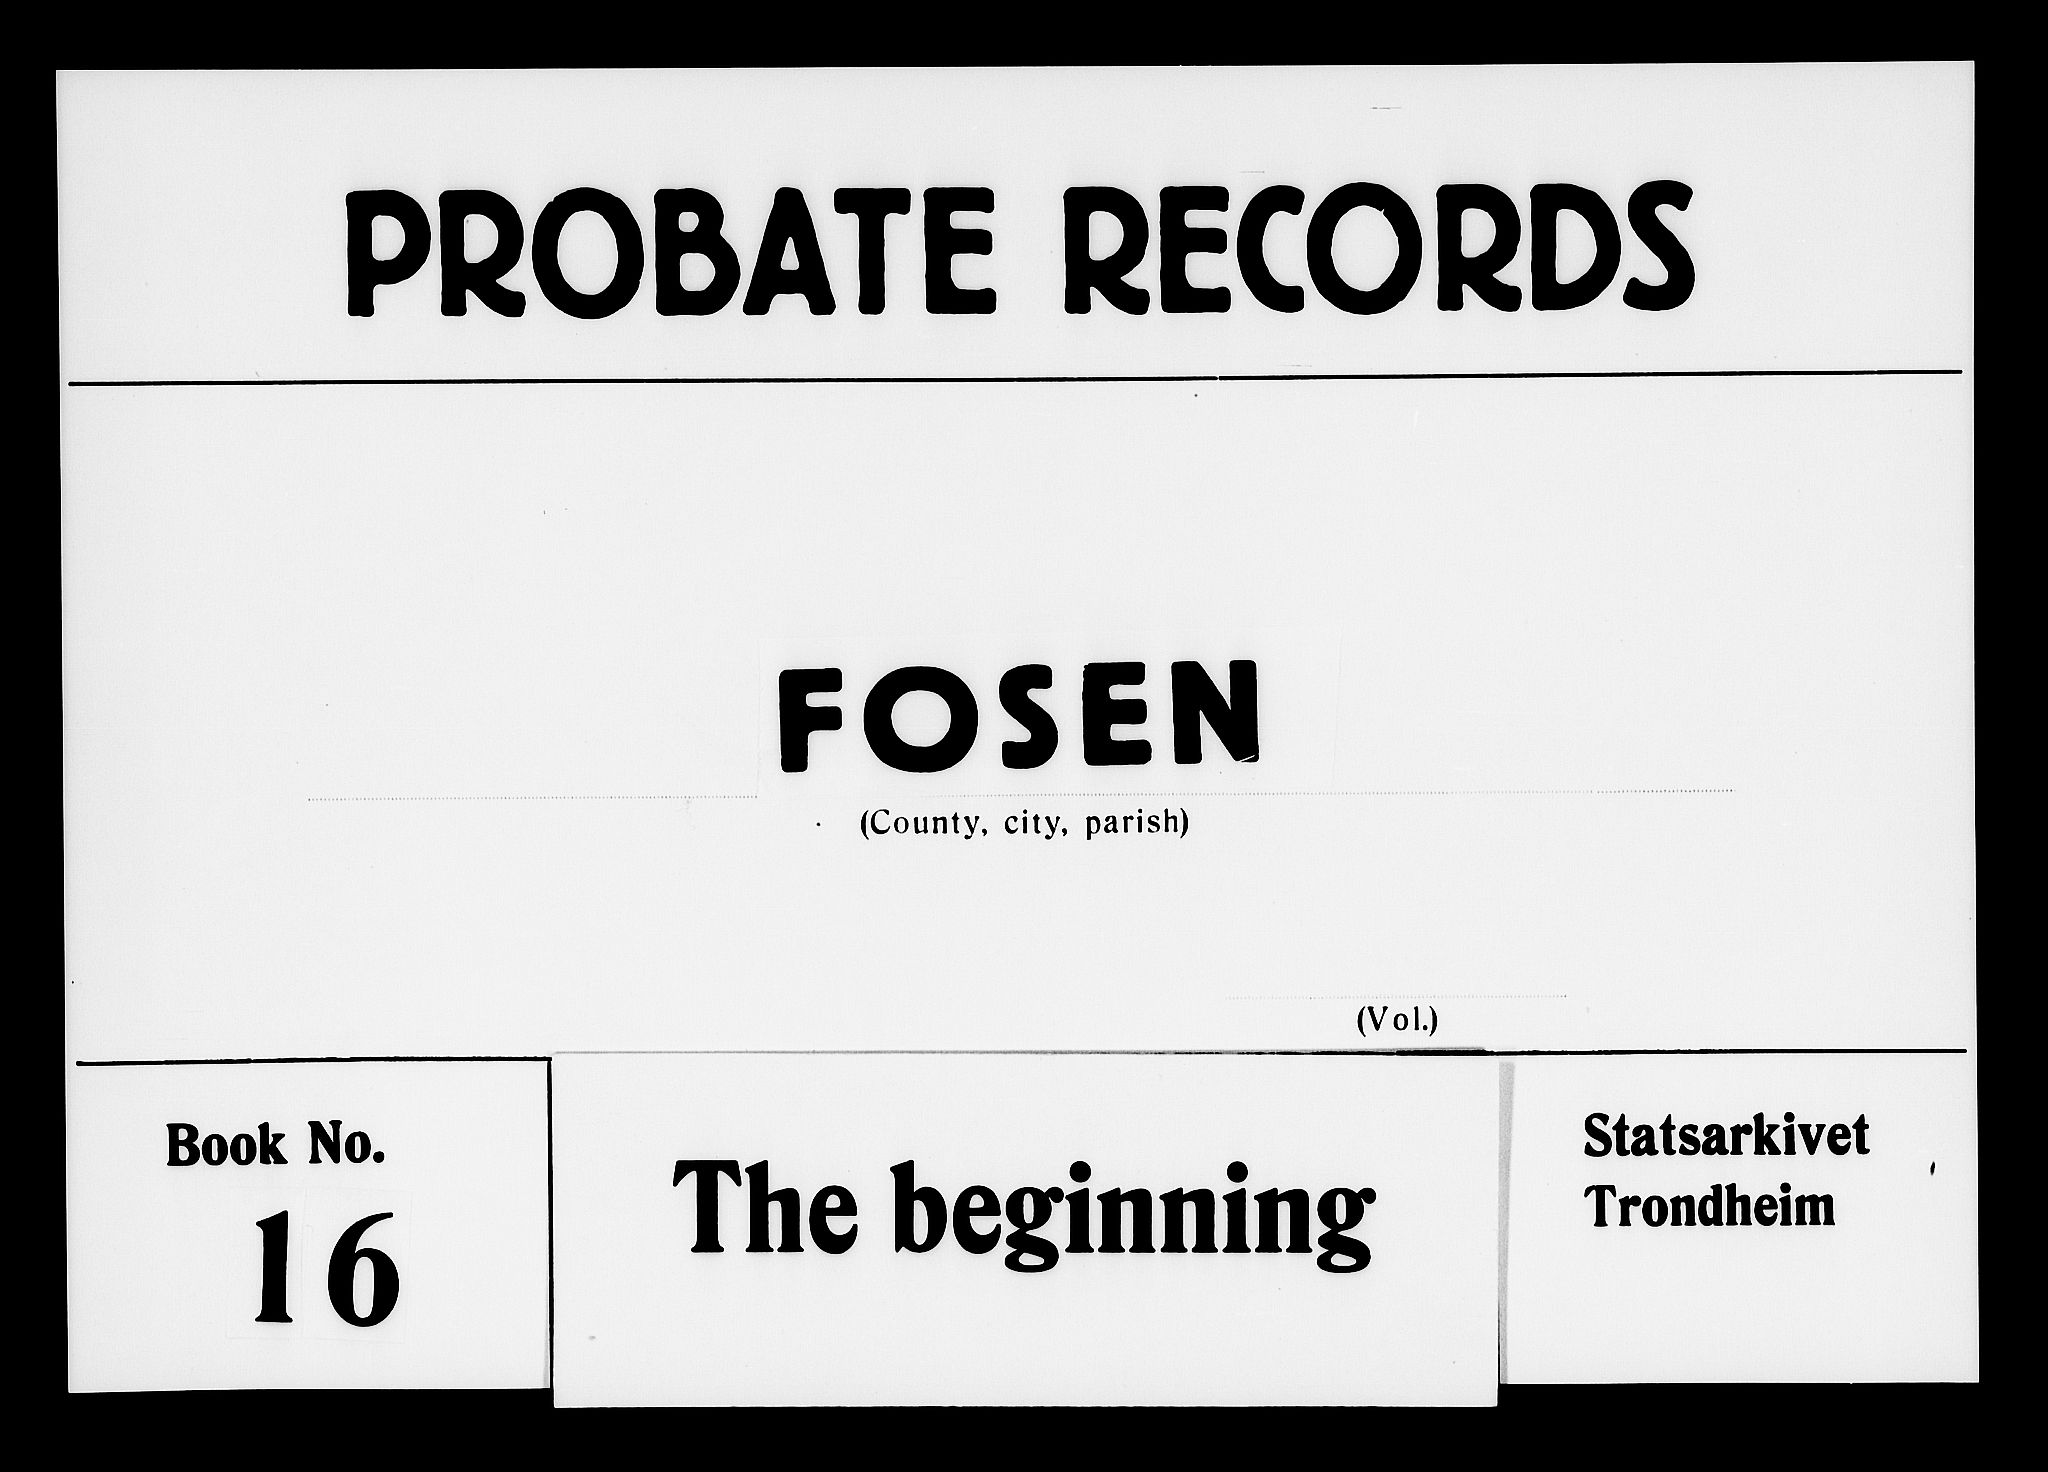 PROBATE RECORDS
FOSEN
(County, city, parish)
(Vol.)
Book No.
16
The beginning
Statsarkivet
Trondheim